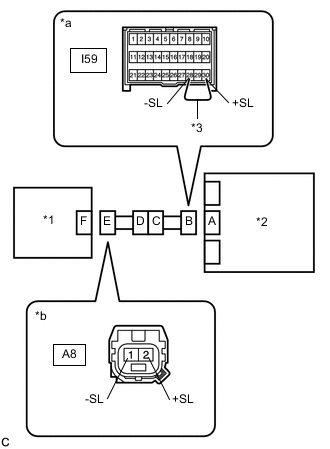 *a
I59
1 2 3 4 5 6 7 8 9 10
11 12 13 14 15 16 17 18 19 20
21 22 23 24 25 26 27 28 29 30
-SL +SL
*3
*1 F E D C B A *2
*b
A8
1 2
-SL +SL
C